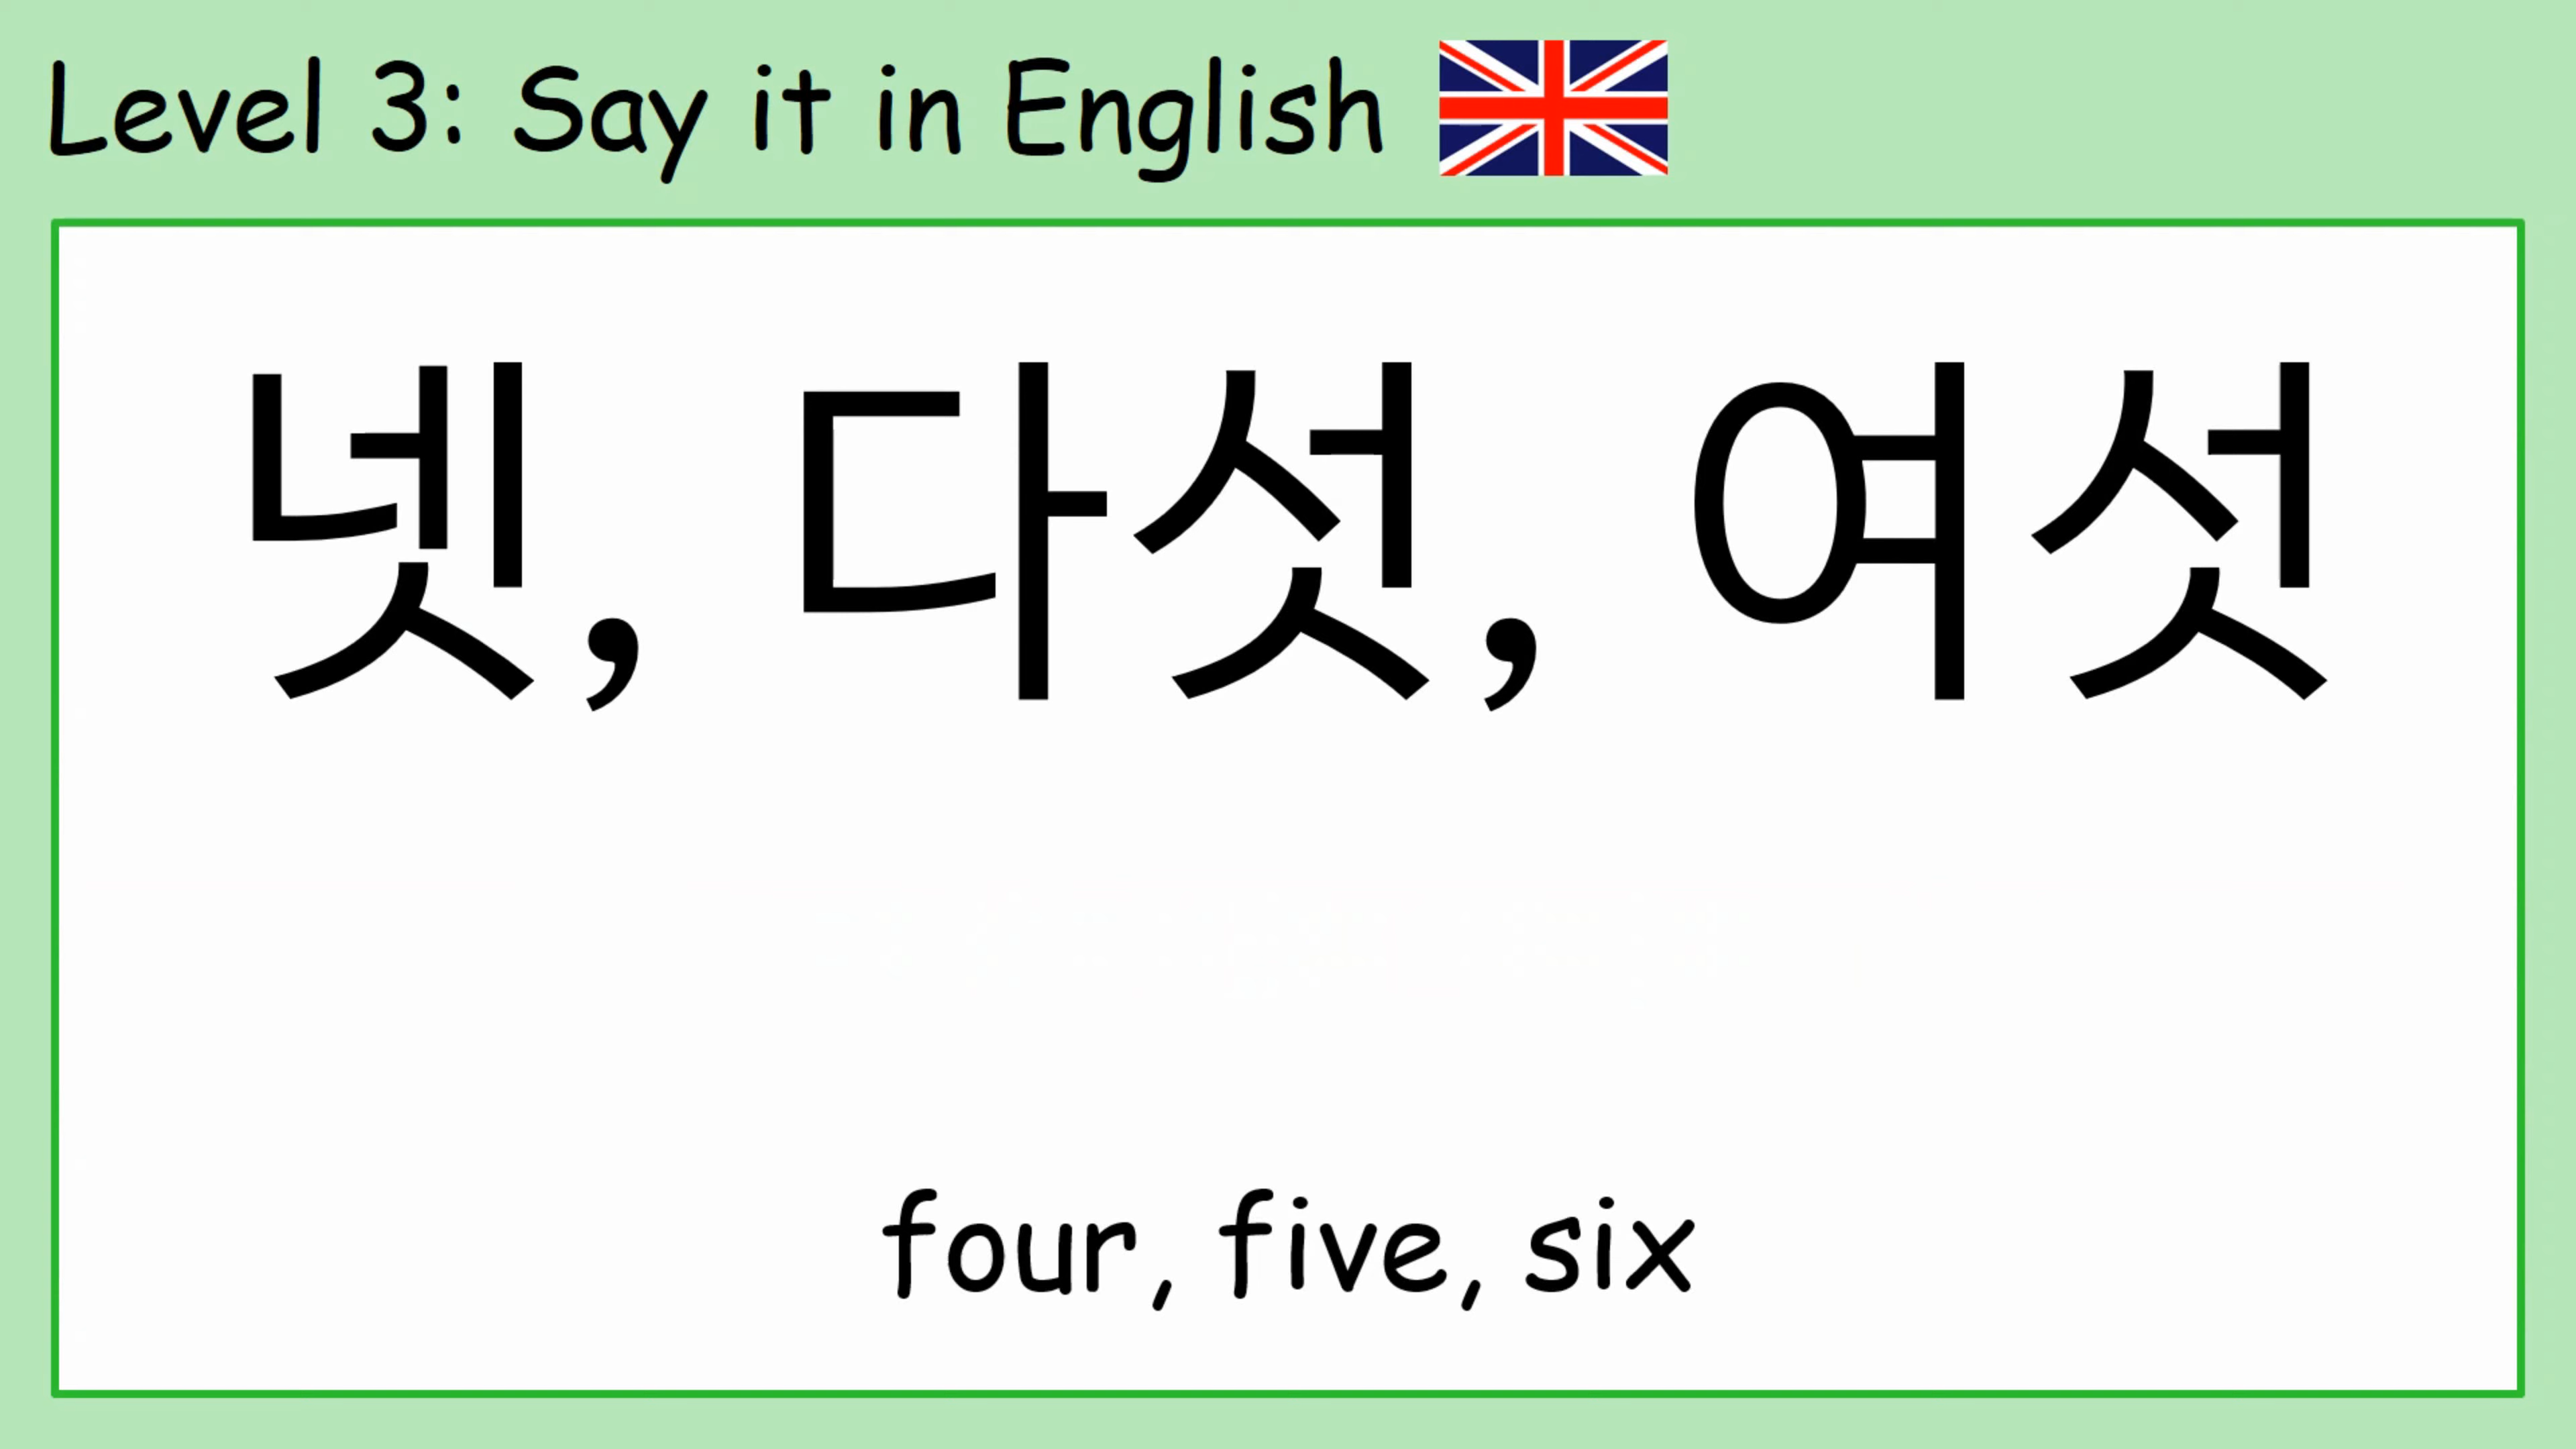 Level 3: Say it in English
넷, 다섯, 여섯
four, five, six